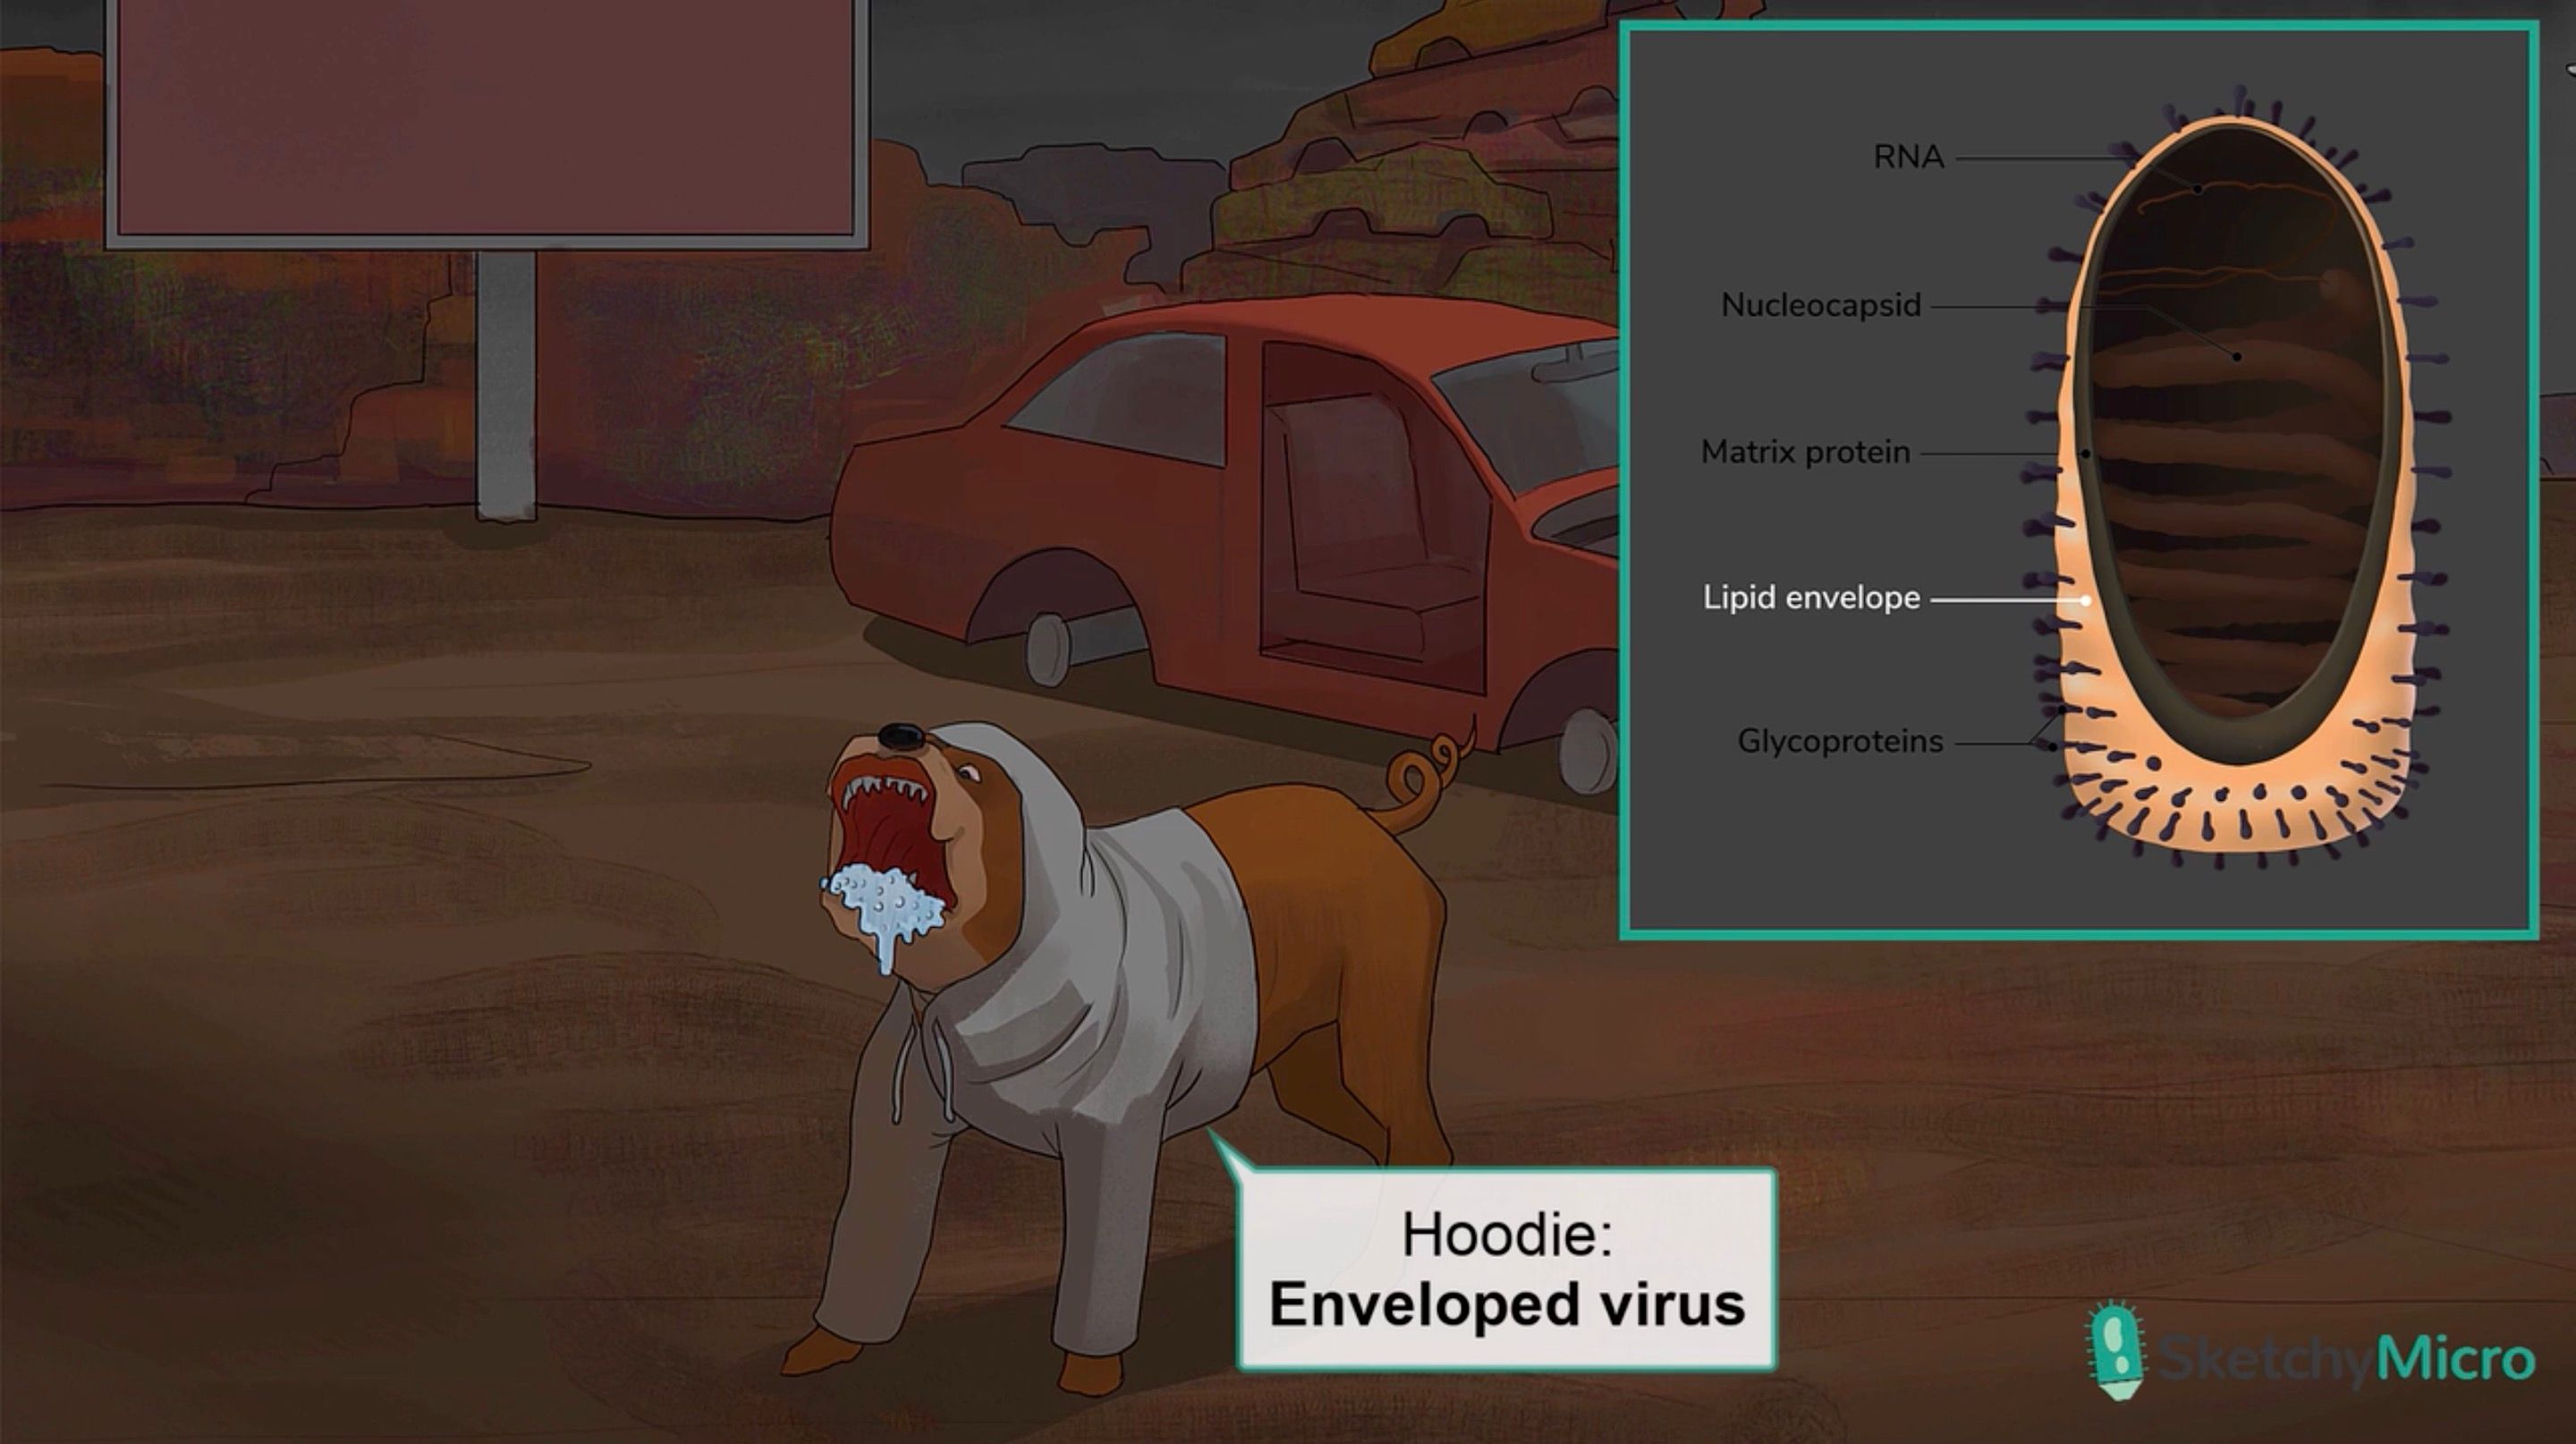 RNA
Nucleocapsid
Matrix protein
Lipid envelope
Glycoproteins
Hoodie:
Enveloped virus
SketchyMicro